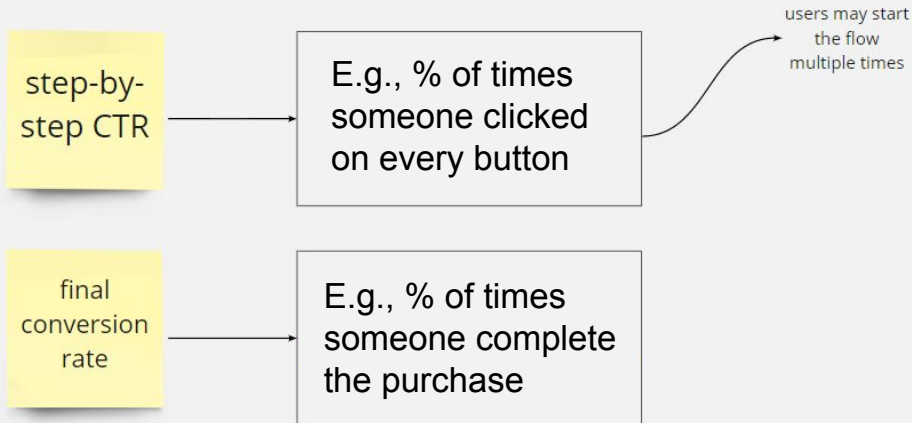 users may start
the flow
multiple times
step-by-
step CTR
E.g., % of times
someone clicked
on every button
final
conversion
rate
E.g., % of times
someone complete
the purchase